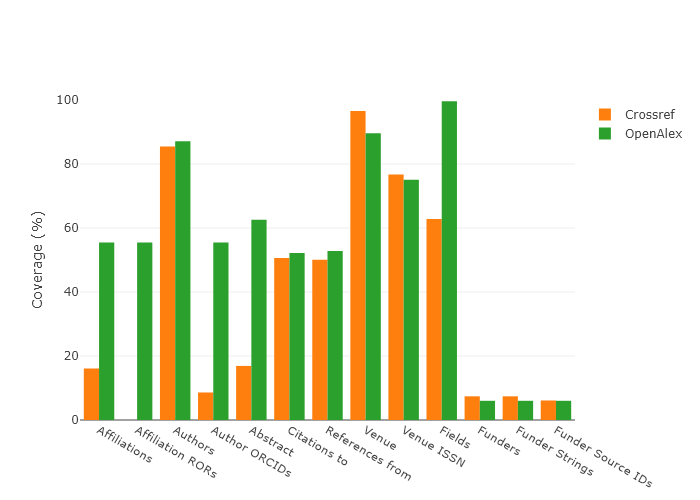 Crossref
OpenAlex
Coverage (%)
100
80
60
40
20
0
Affiliations
Affiliation RORs
Authors
Author ORCIDs
Abstract
Citations to
References from
Venue
Venue ISSN
Fields
Funders
Funder Strings
Funder Source IDs